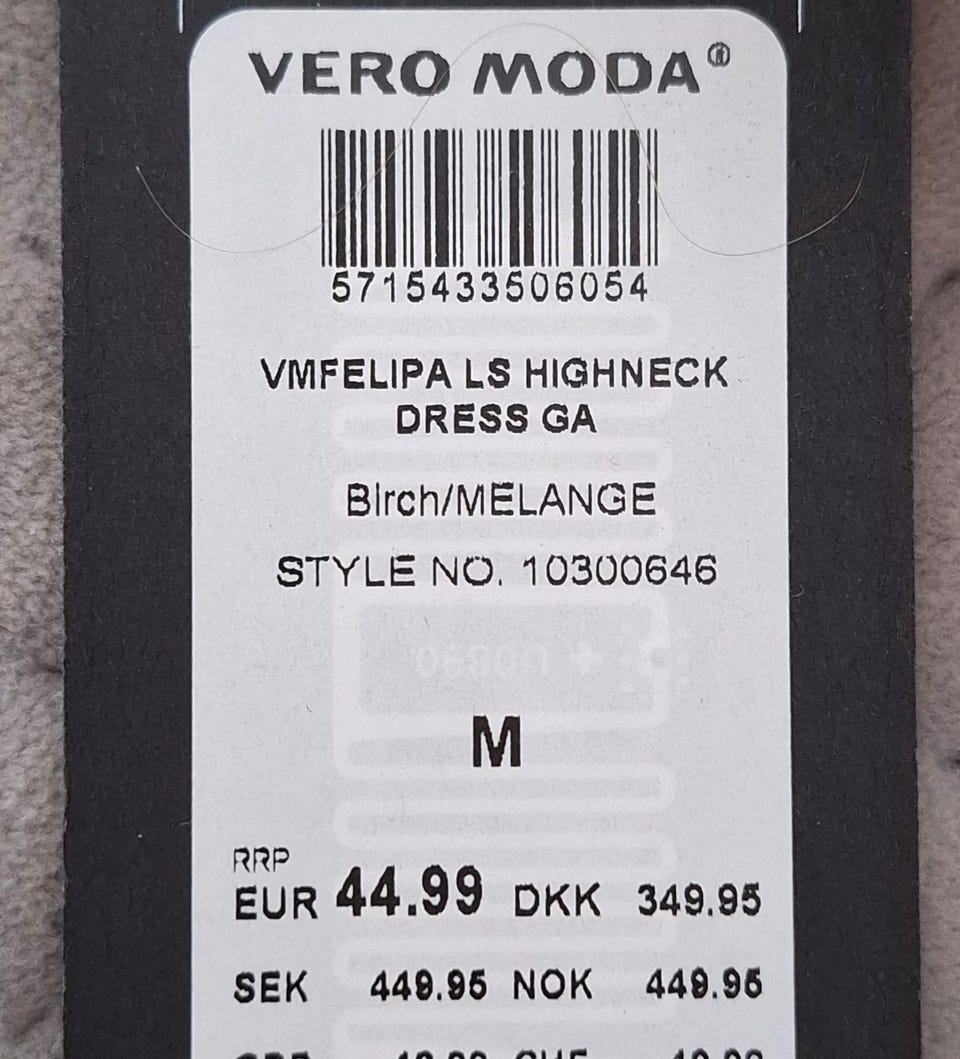 VERO MODA®
5715433506054
VMFELIPA LS HIGHNECK
DRESS GA
Birch/MELANGE
STYLE NO. 10300646
M
RRP
EUR 44.99 DKK 349.95
SEK 449.95 NOK 449.95